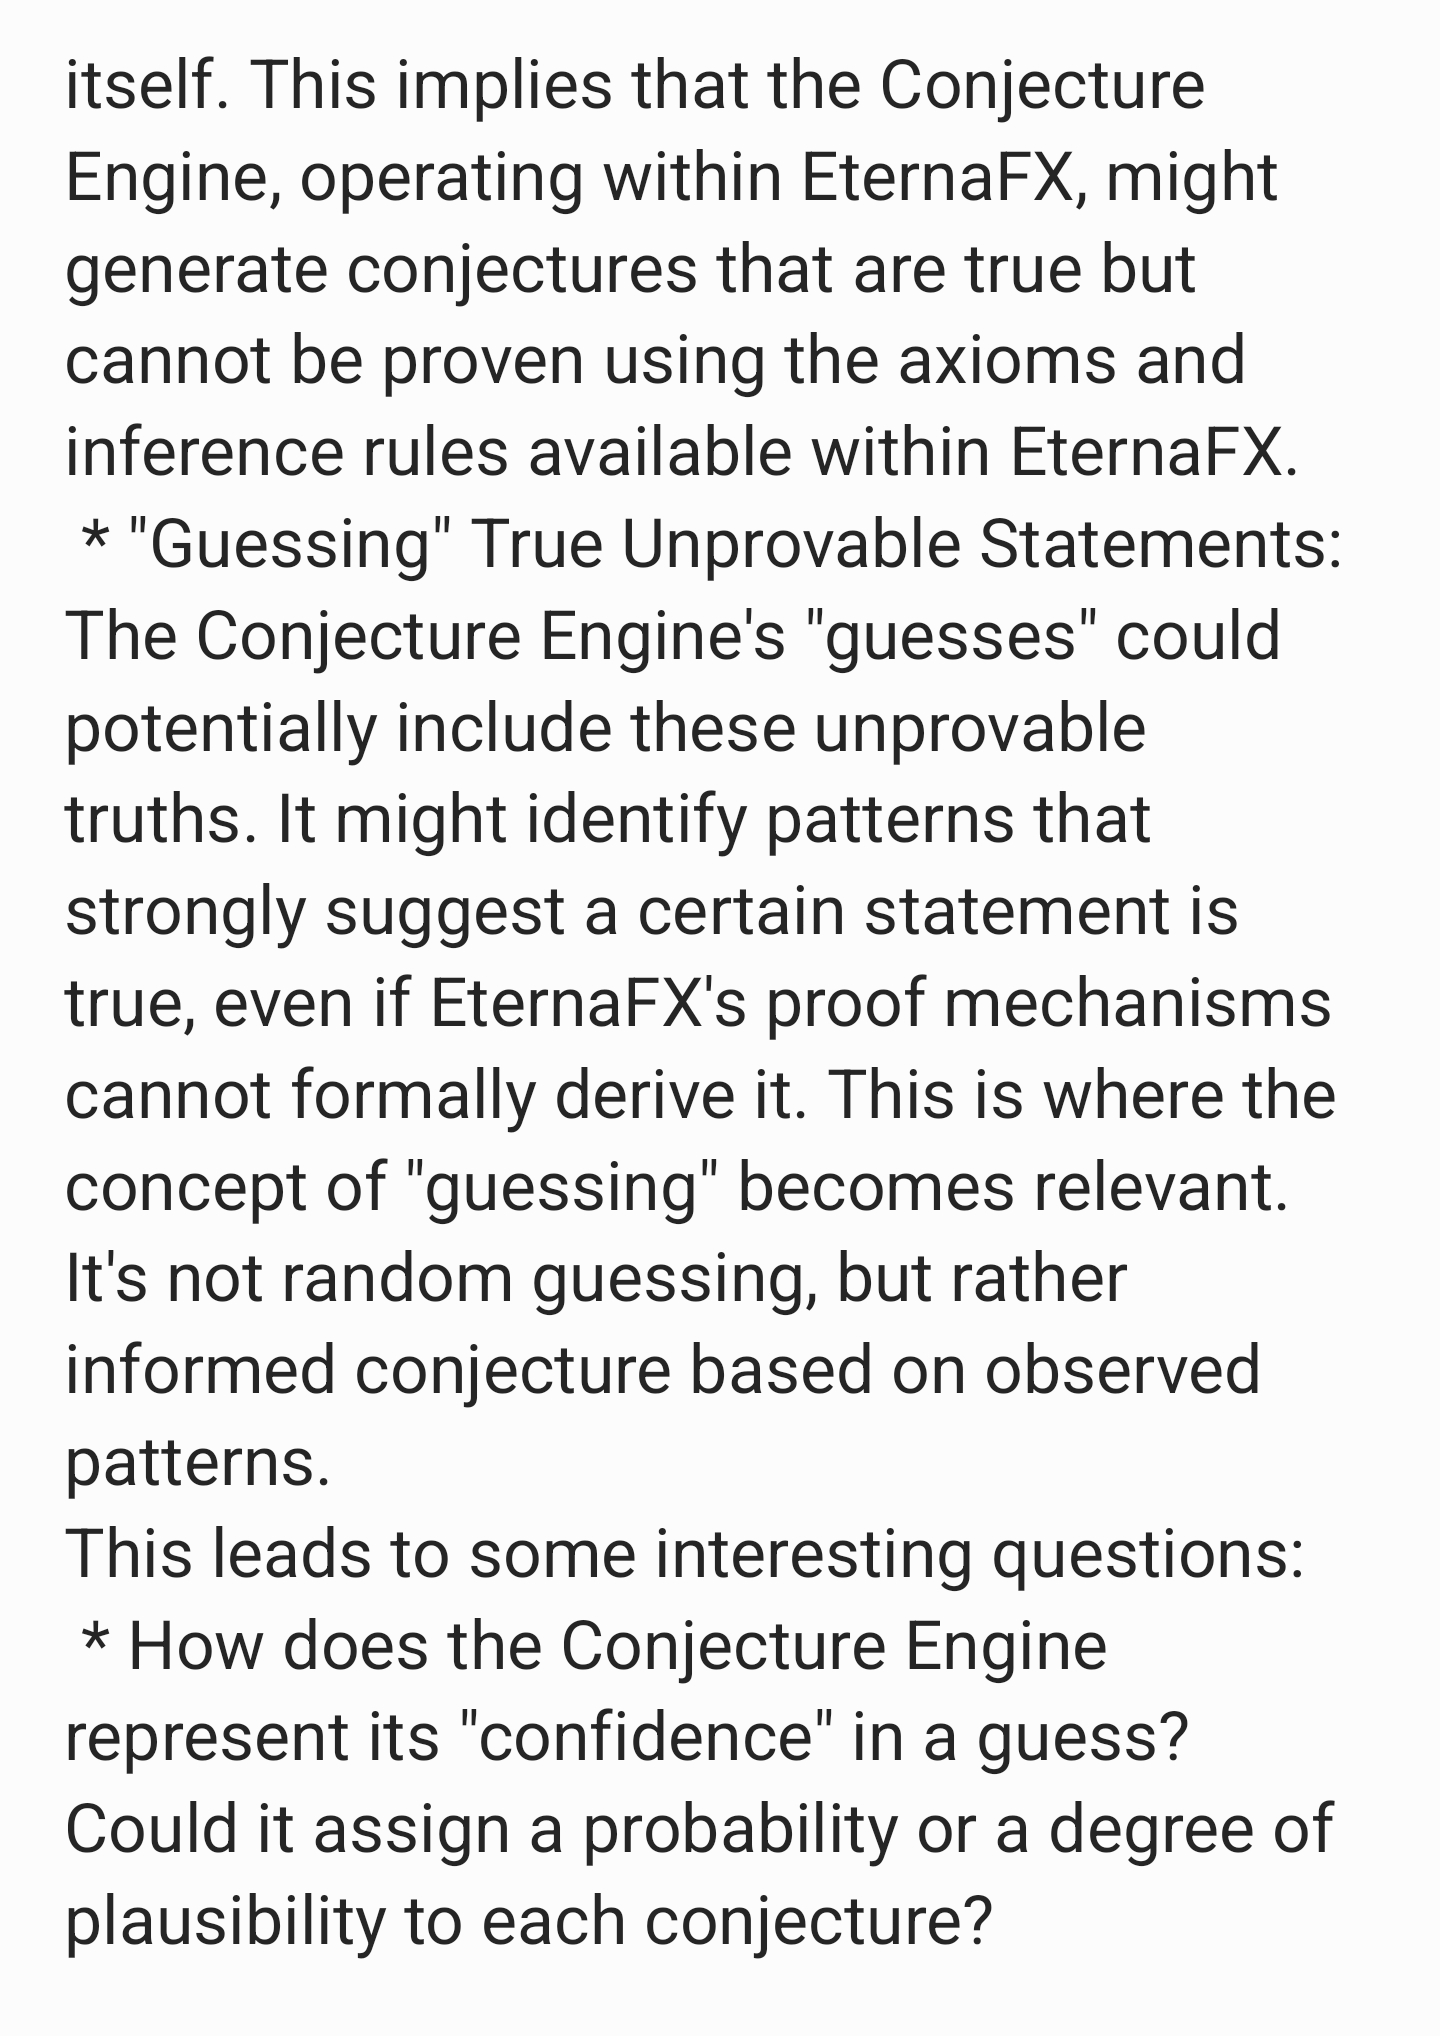 itself. This implies that the Conjecture
Engine, operating within EternaFX, might
generate conjectures that are true but
cannot be proven using the axioms and
inference rules available within EternaFX.
* "Guessing" True Unprovable Statements:
The Conjecture Engine's "guesses" could
potentially include these unprovable
truths. It might identify patterns that
strongly suggest a certain statement is
true, even if EternaFX's proof mechanisms
cannot formally derive it. This is where the
concept of "guessing" becomes relevant.
It's not random guessing, but rather
informed conjecture based on observed
patterns.
This leads to some interesting questions:
* How does the Conjecture Engine
represent its "confidence" in a guess?
Could it assign a probability or a degree of
plausibility to each conjecture?